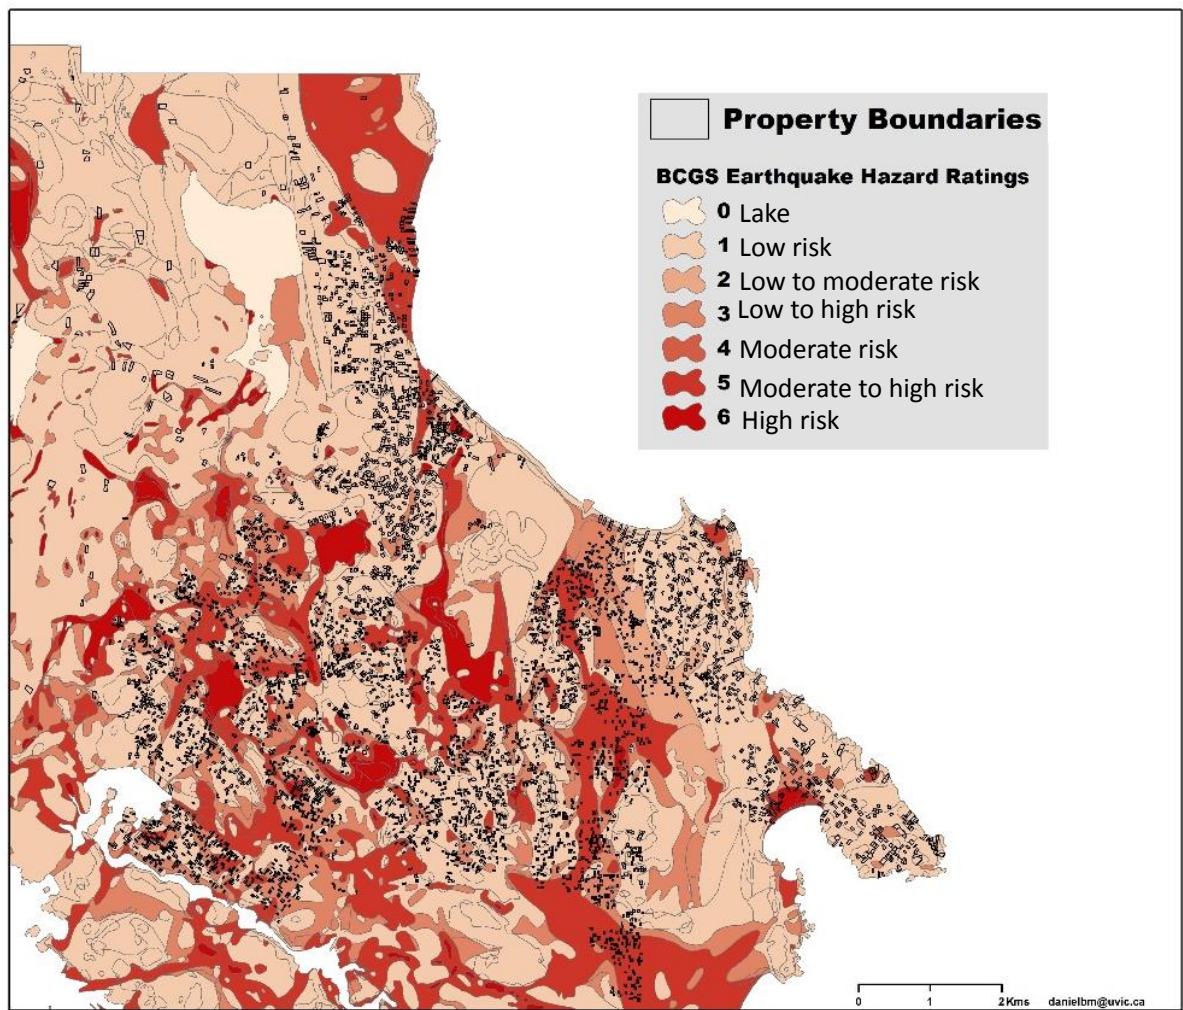 Property Boundaries
BCGS Earthquake Hazard Ratings
0 Lake
1 Low risk
2 Low to moderate risk
3 Low to high risk
4 Moderate risk
5 Moderate to high risk
6 High risk
0 1 2 Kms danielbm@uvic.ca